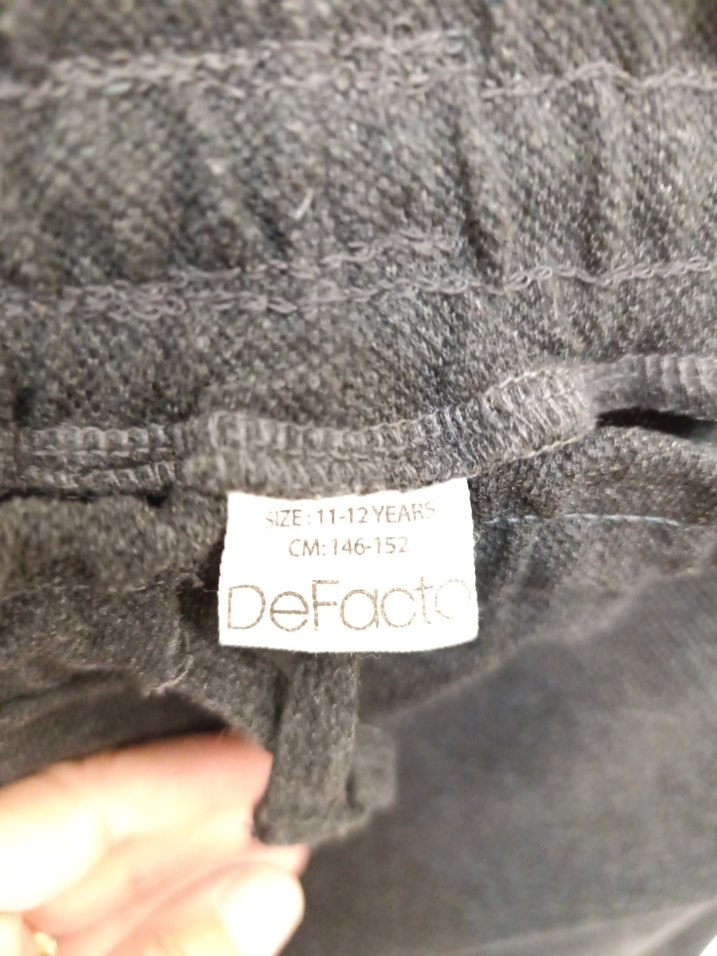 SIZE: 11-12 YEARS
CM: 146-152
DeFacto